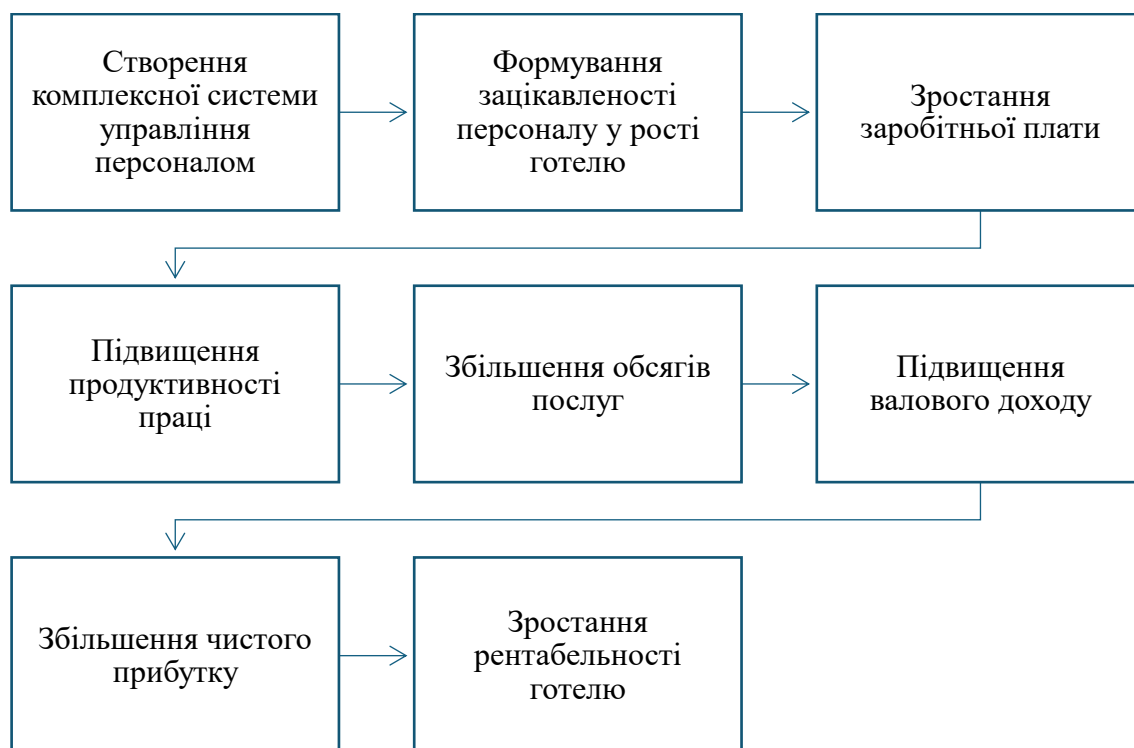 Створення
комплексної системи
управління
персоналом
Формування
зацікавленості
персоналу у рості
готелю
Зростання
заробітньої плати
Підвищення
продуктивності
праці
Збільшення обсягів
послуг
Підвищення
валового доходу
Збільшення чистого
прибутку
Зростання
рентабельності
готелю